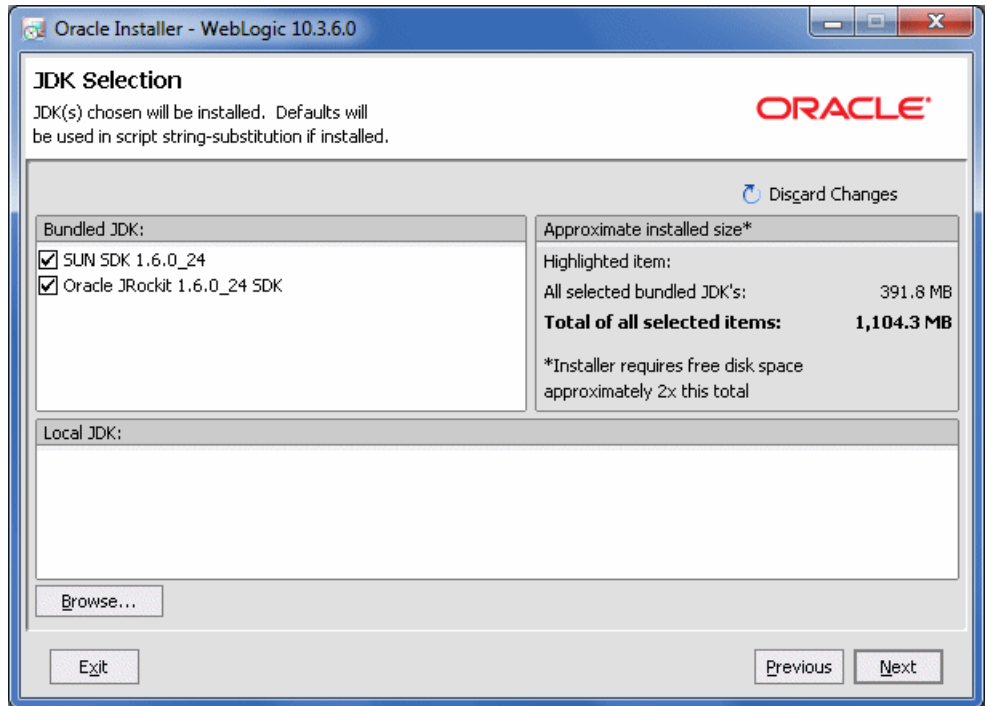 Oracle Installer - WebLogic 10.3.6.0
JDK Selection
JDK(s) chosen will be installed. Defaults will
be used in script string-substitution if installed.
ORACLE
Discard Changes
Bundled JDK:
SUN SDK 1.6.0_24
Oracle JRockit 1.6.0_24 SDK
Approximate installed size*
Highlighted item:
All selected bundled JDK's: 391.8 MB
Total of all selected items: 1,104.3 MB
*Installer requires free disk space
approximately 2x this total
Local JDK:
Browse...
Exit
Previous
Next